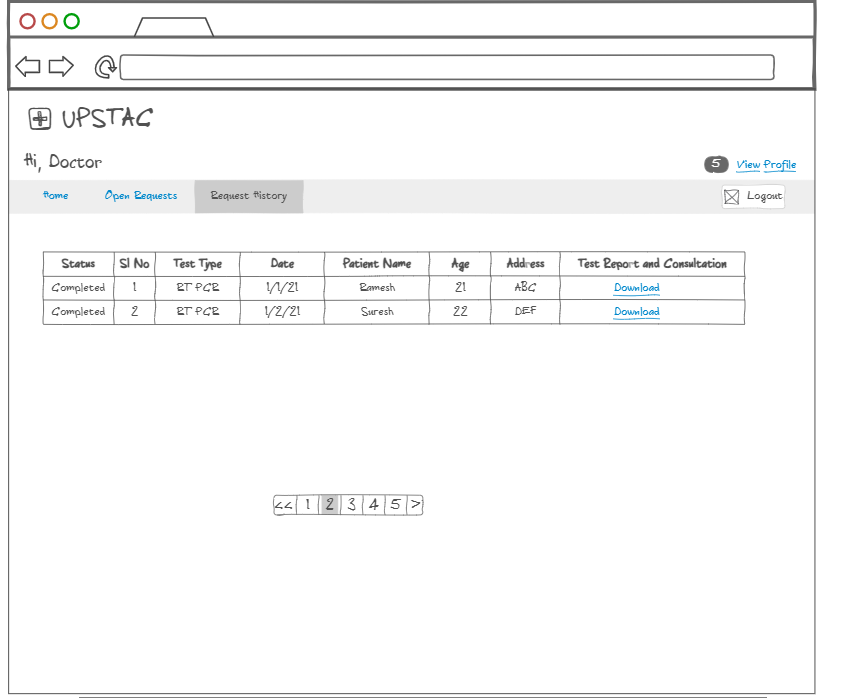 UPSTAC
Hi, Doctor
5 View Profile
Home Open Requests Request History Logout
Status Sl No Test Type Date Patient Name Age Address Test Report and Consultation
Completed 1 RT PCR 1/1/21 Ramesh 21 ABC Download
Completed 2 RT PCR 1/2/21 Suresh 22 DEF Download
<< 1 2 3 4 5 >